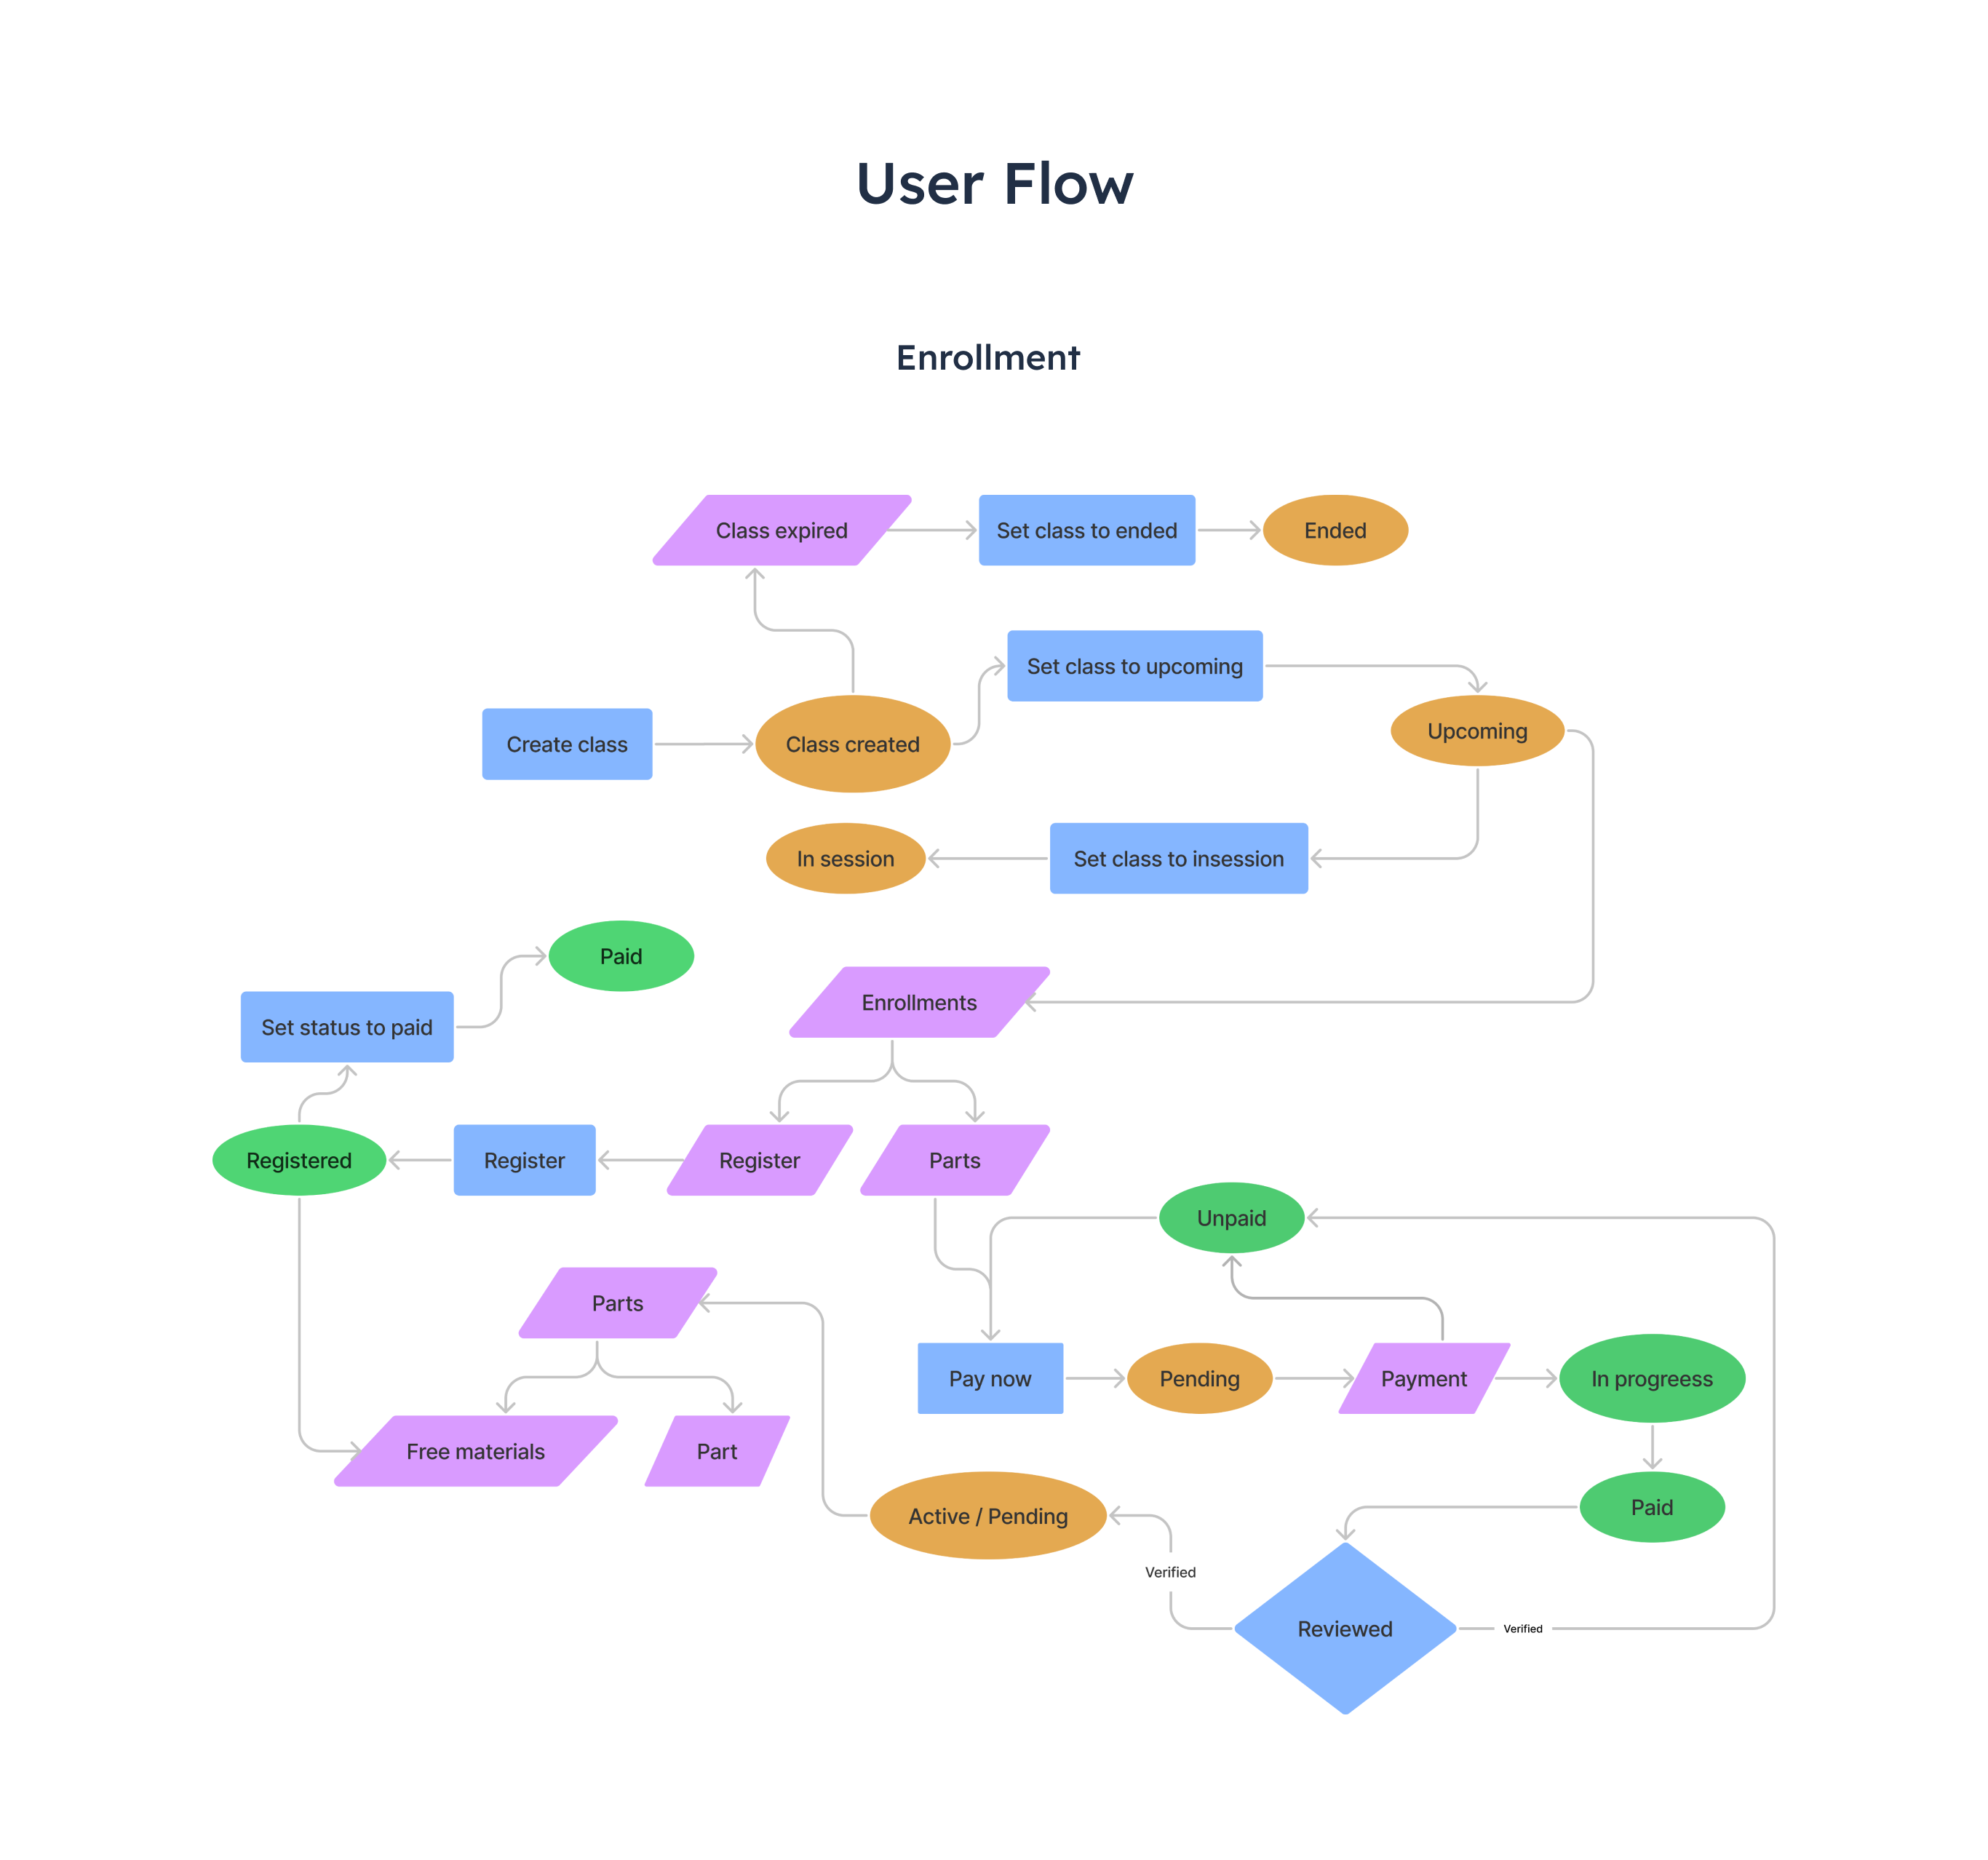 User Flow
Enrollment
Class expired
Set class to ended
Ended
Set class to upcoming
Upcoming
Create class
Class created
In session
Set class to insession
Paid
Enrollments
Set status to paid
Registered
Register
Register
Parts
Unpaid
Parts
Pay now
Pending
Payment
In progreess
Free materials
Part
Active / Pending
Paid
Verified
Reviewed
Verified